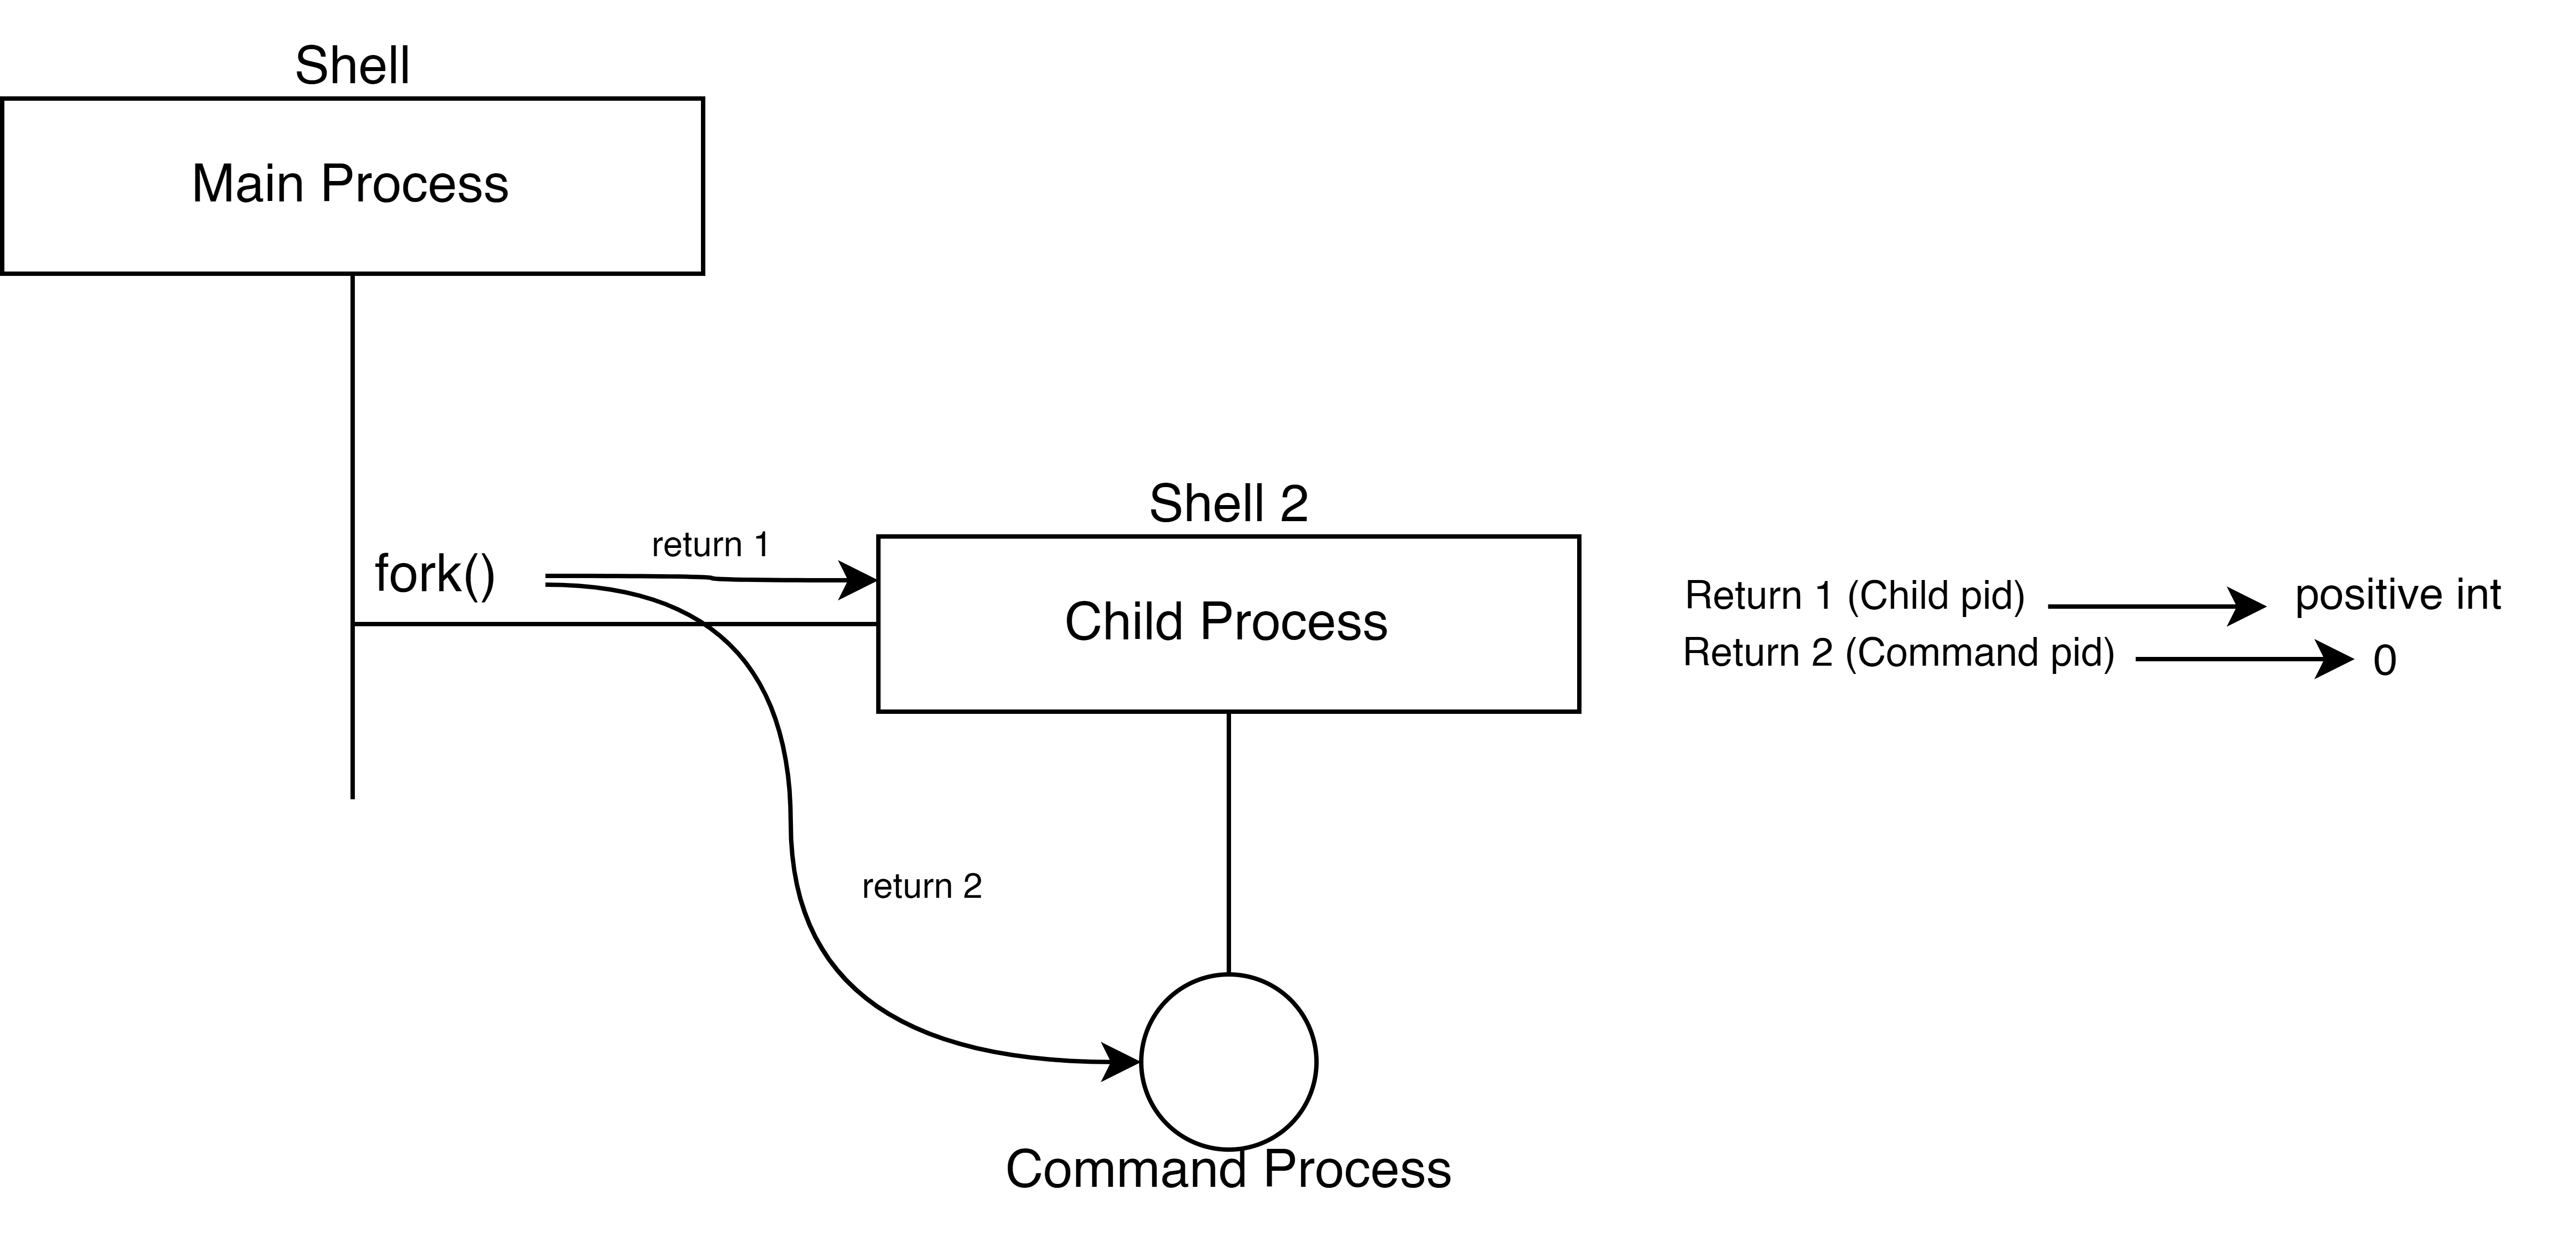 Shell
Main Process
Shell 2
fork()
return 1
Child Process
Return 1 (Child pid)
positive int
Return 2 (Command pid)
0
return 2
Command Process